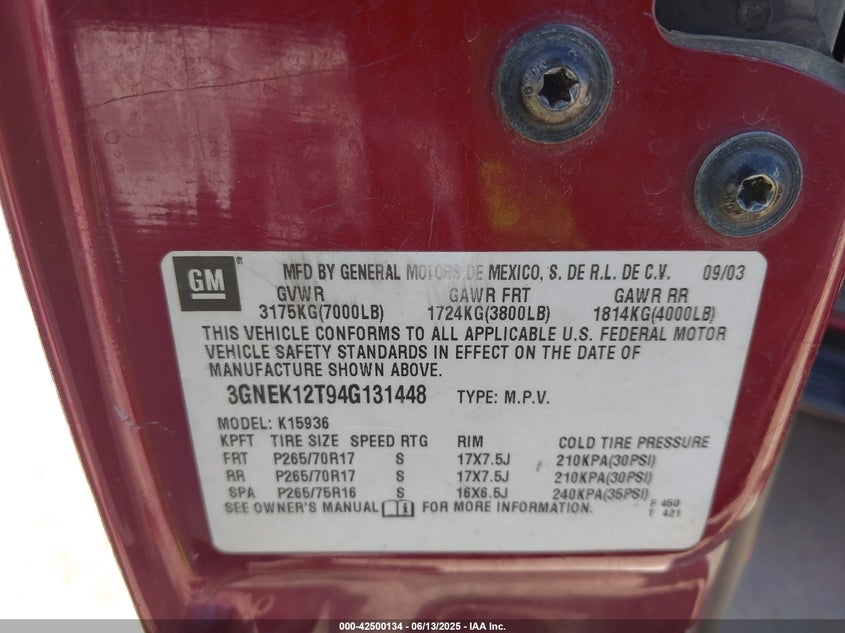 GM ®
MFD BY GENERAL MOTORS DE MEXICO, S. DE R.L. DE C.V. 09/03
GVWR GAWR FRT GAWR RR
3175KG(7000LB) 1724KG(3800LB) 1814KG(4000LB)
THIS VEHICLE CONFORMS TO ALL APPLICABLE U.S. FEDERAL MOTOR
VEHICLE SAFETY STANDARDS IN EFFECT ON THE DATE OF
MANUFACTURE SHOWN ABOVE.
3GNEK12T94G131448 TYPE: M.P.V.
MODEL: K15936
KPFT TIRE SIZE SPEED RTG RIM COLD TIRE PRESSURE
FRT P265/70R17 S 17X7.5J 210KPA(30PSI)
RR P265/70R17 S 17X7.5J 210KPA(30PSI)
SPA P265/75R16 S 16X6.5J 240KPA(35PSI)
SEE OWNER'S MANUAL FOR MORE INFORMATION.
F 450
T 421
000-42500134 - 06/13/2025 - IAA Inc.